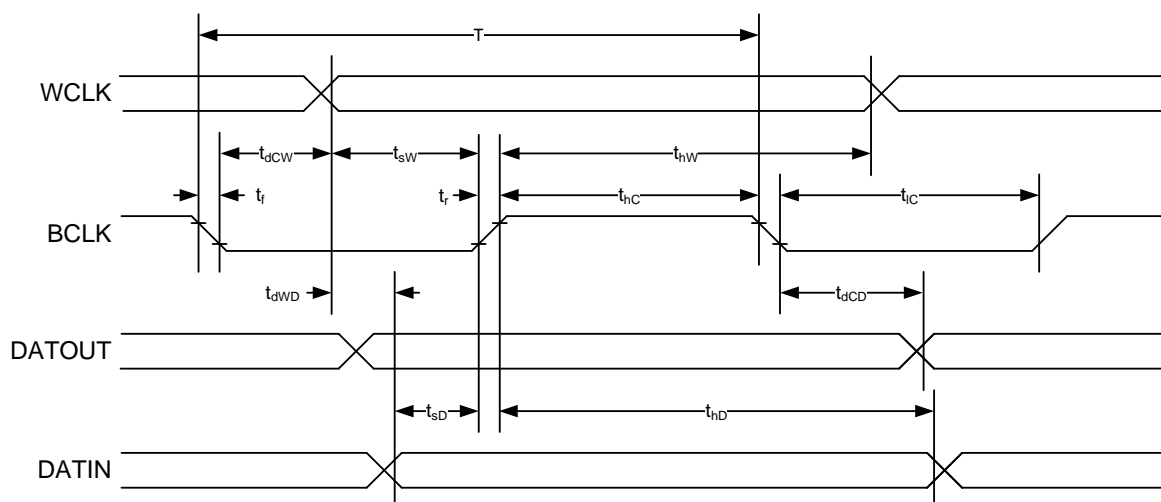 T
WCLK
tdCW
tsW
thW
tf
tr
thC
tlC
BCLK
tdWD
tdCD
DATOUT
tsD
thD
DATIN